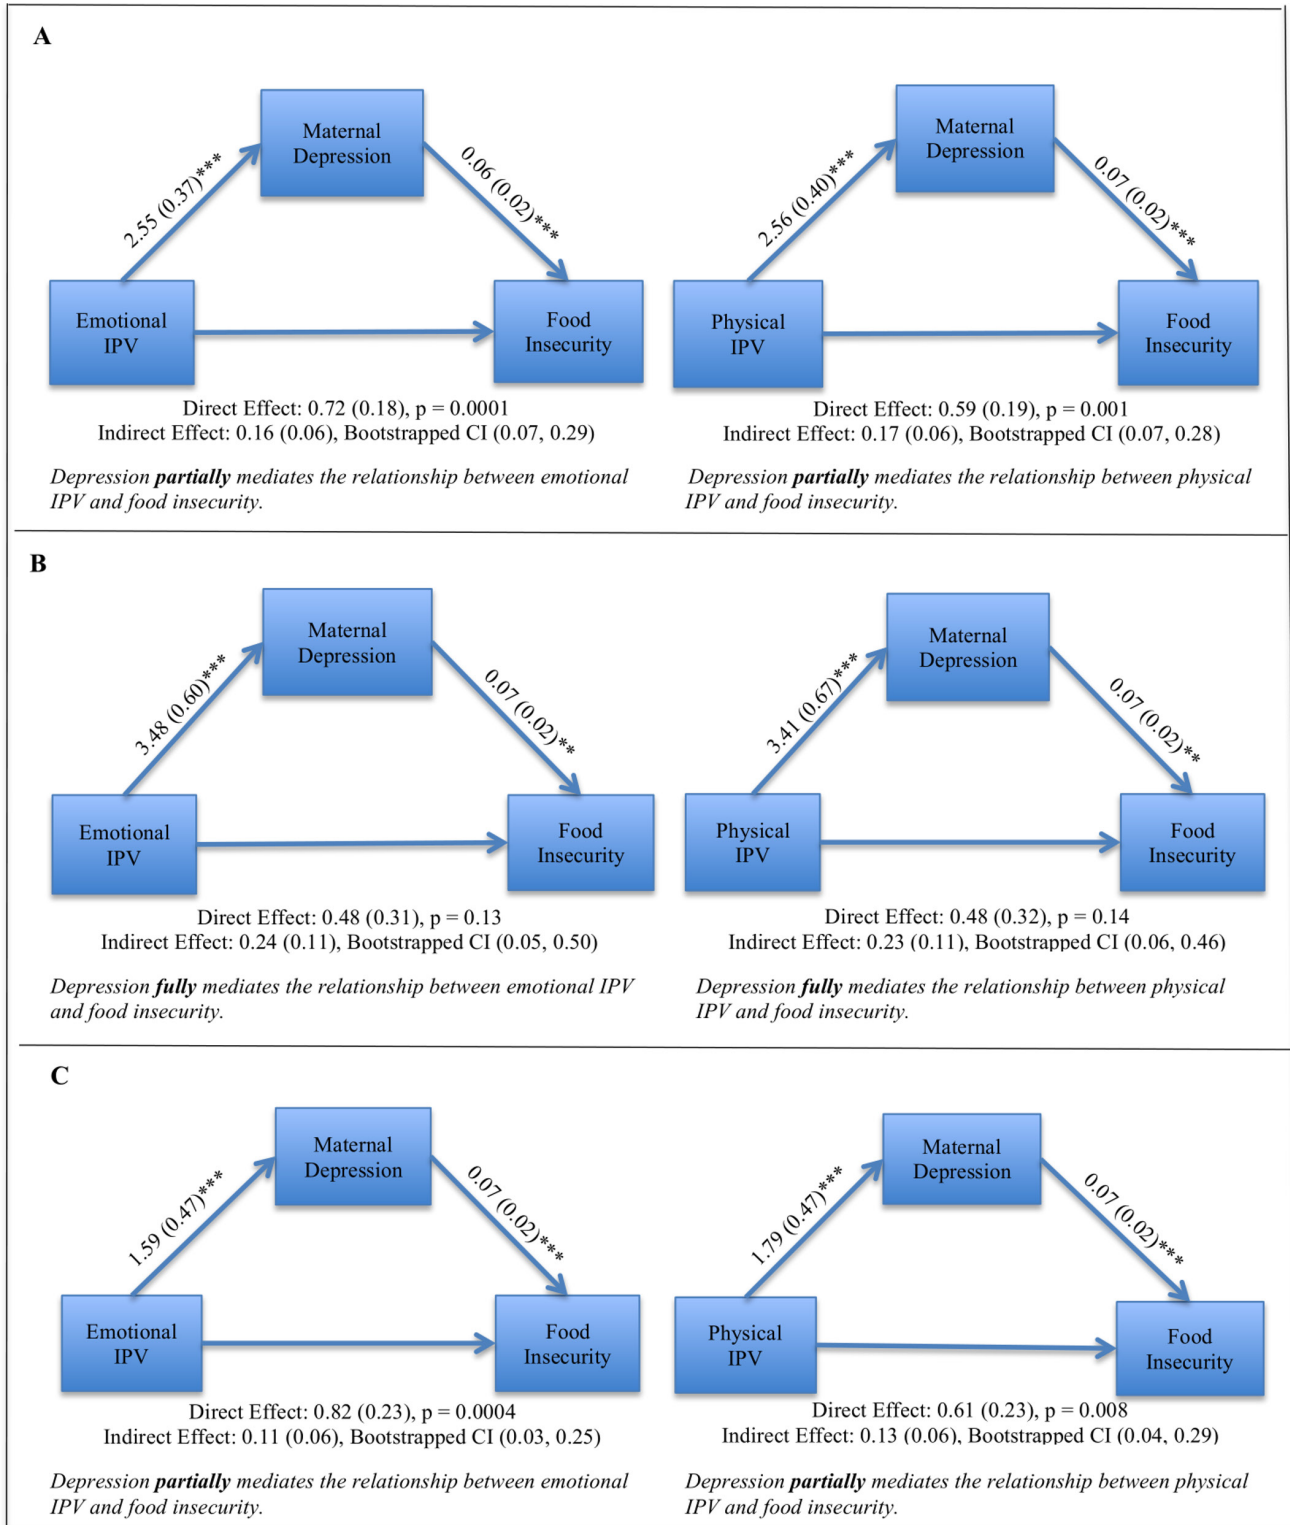 A
Maternal
Depression
2.55 (0.37)***
0.06 (0.02)***
Emotional
IPV
Food
Insecurity
Direct Effect: 0.72 (0.18), p = 0.0001
Indirect Effect: 0.16 (0.06), Bootstrapped CI (0.07, 0.29)
Depression partially mediates the relationship between emotional
IPV and food insecurity.
Maternal
Depression
2.56 (0.40)***
0.07 (0.02)***
Physical
IPV
Food
Insecurity
Direct Effect: 0.59 (0.19), p = 0.001
Indirect Effect: 0.17 (0.06), Bootstrapped CI (0.07, 0.28)
Depression partially mediates the relationship between physical
IPV and food insecurity.
B
Maternal
Depression
3.48 (0.60)***
0.07 (0.02)**
Emotional
IPV
Food
Insecurity
Direct Effect: 0.48 (0.31), p = 0.13
Indirect Effect: 0.24 (0.11), Bootstrapped CI (0.05, 0.50)
Depression fully mediates the relationship between emotional IPV
and food insecurity.
Maternal
Depression
3.41 (0.67)***
0.07 (0.02)**
Physical
IPV
Food
Insecurity
Direct Effect: 0.48 (0.32), p = 0.14
Indirect Effect: 0.23 (0.11), Bootstrapped CI (0.06, 0.46)
Depression fully mediates the relationship between physical
IPV and food insecurity.
C
Maternal
Depression
1.59 (0.47)***
0.07 (0.02)***
Emotional
IPV
Food
Insecurity
Direct Effect: 0.82 (0.23), p = 0.0004
Indirect Effect: 0.11 (0.06), Bootstrapped CI (0.03, 0.25)
Depression partially mediates the relationship between emotional
IPV and food insecurity.
Maternal
Depression
1.79 (0.47)***
0.07 (0.02)***
Physical
IPV
Food
Insecurity
Direct Effect: 0.61 (0.23), p = 0.008
Indirect Effect: 0.13 (0.06), Bootstrapped CI (0.04, 0.29)
Depression partially mediates the relationship between physical
IPV and food insecurity.